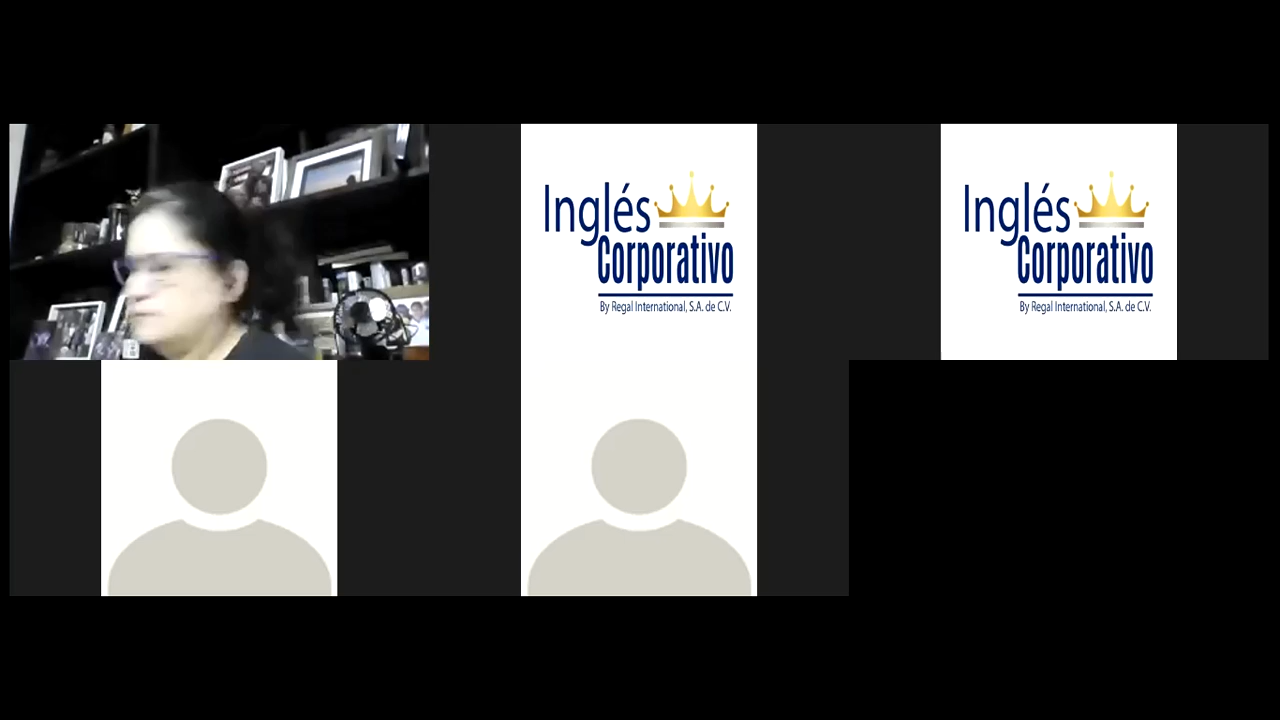 Inglés
Corporativo
By Regal International, S.A. de C.V.
Inglés
Corporativo
By Regal International, S.A. de C.V.